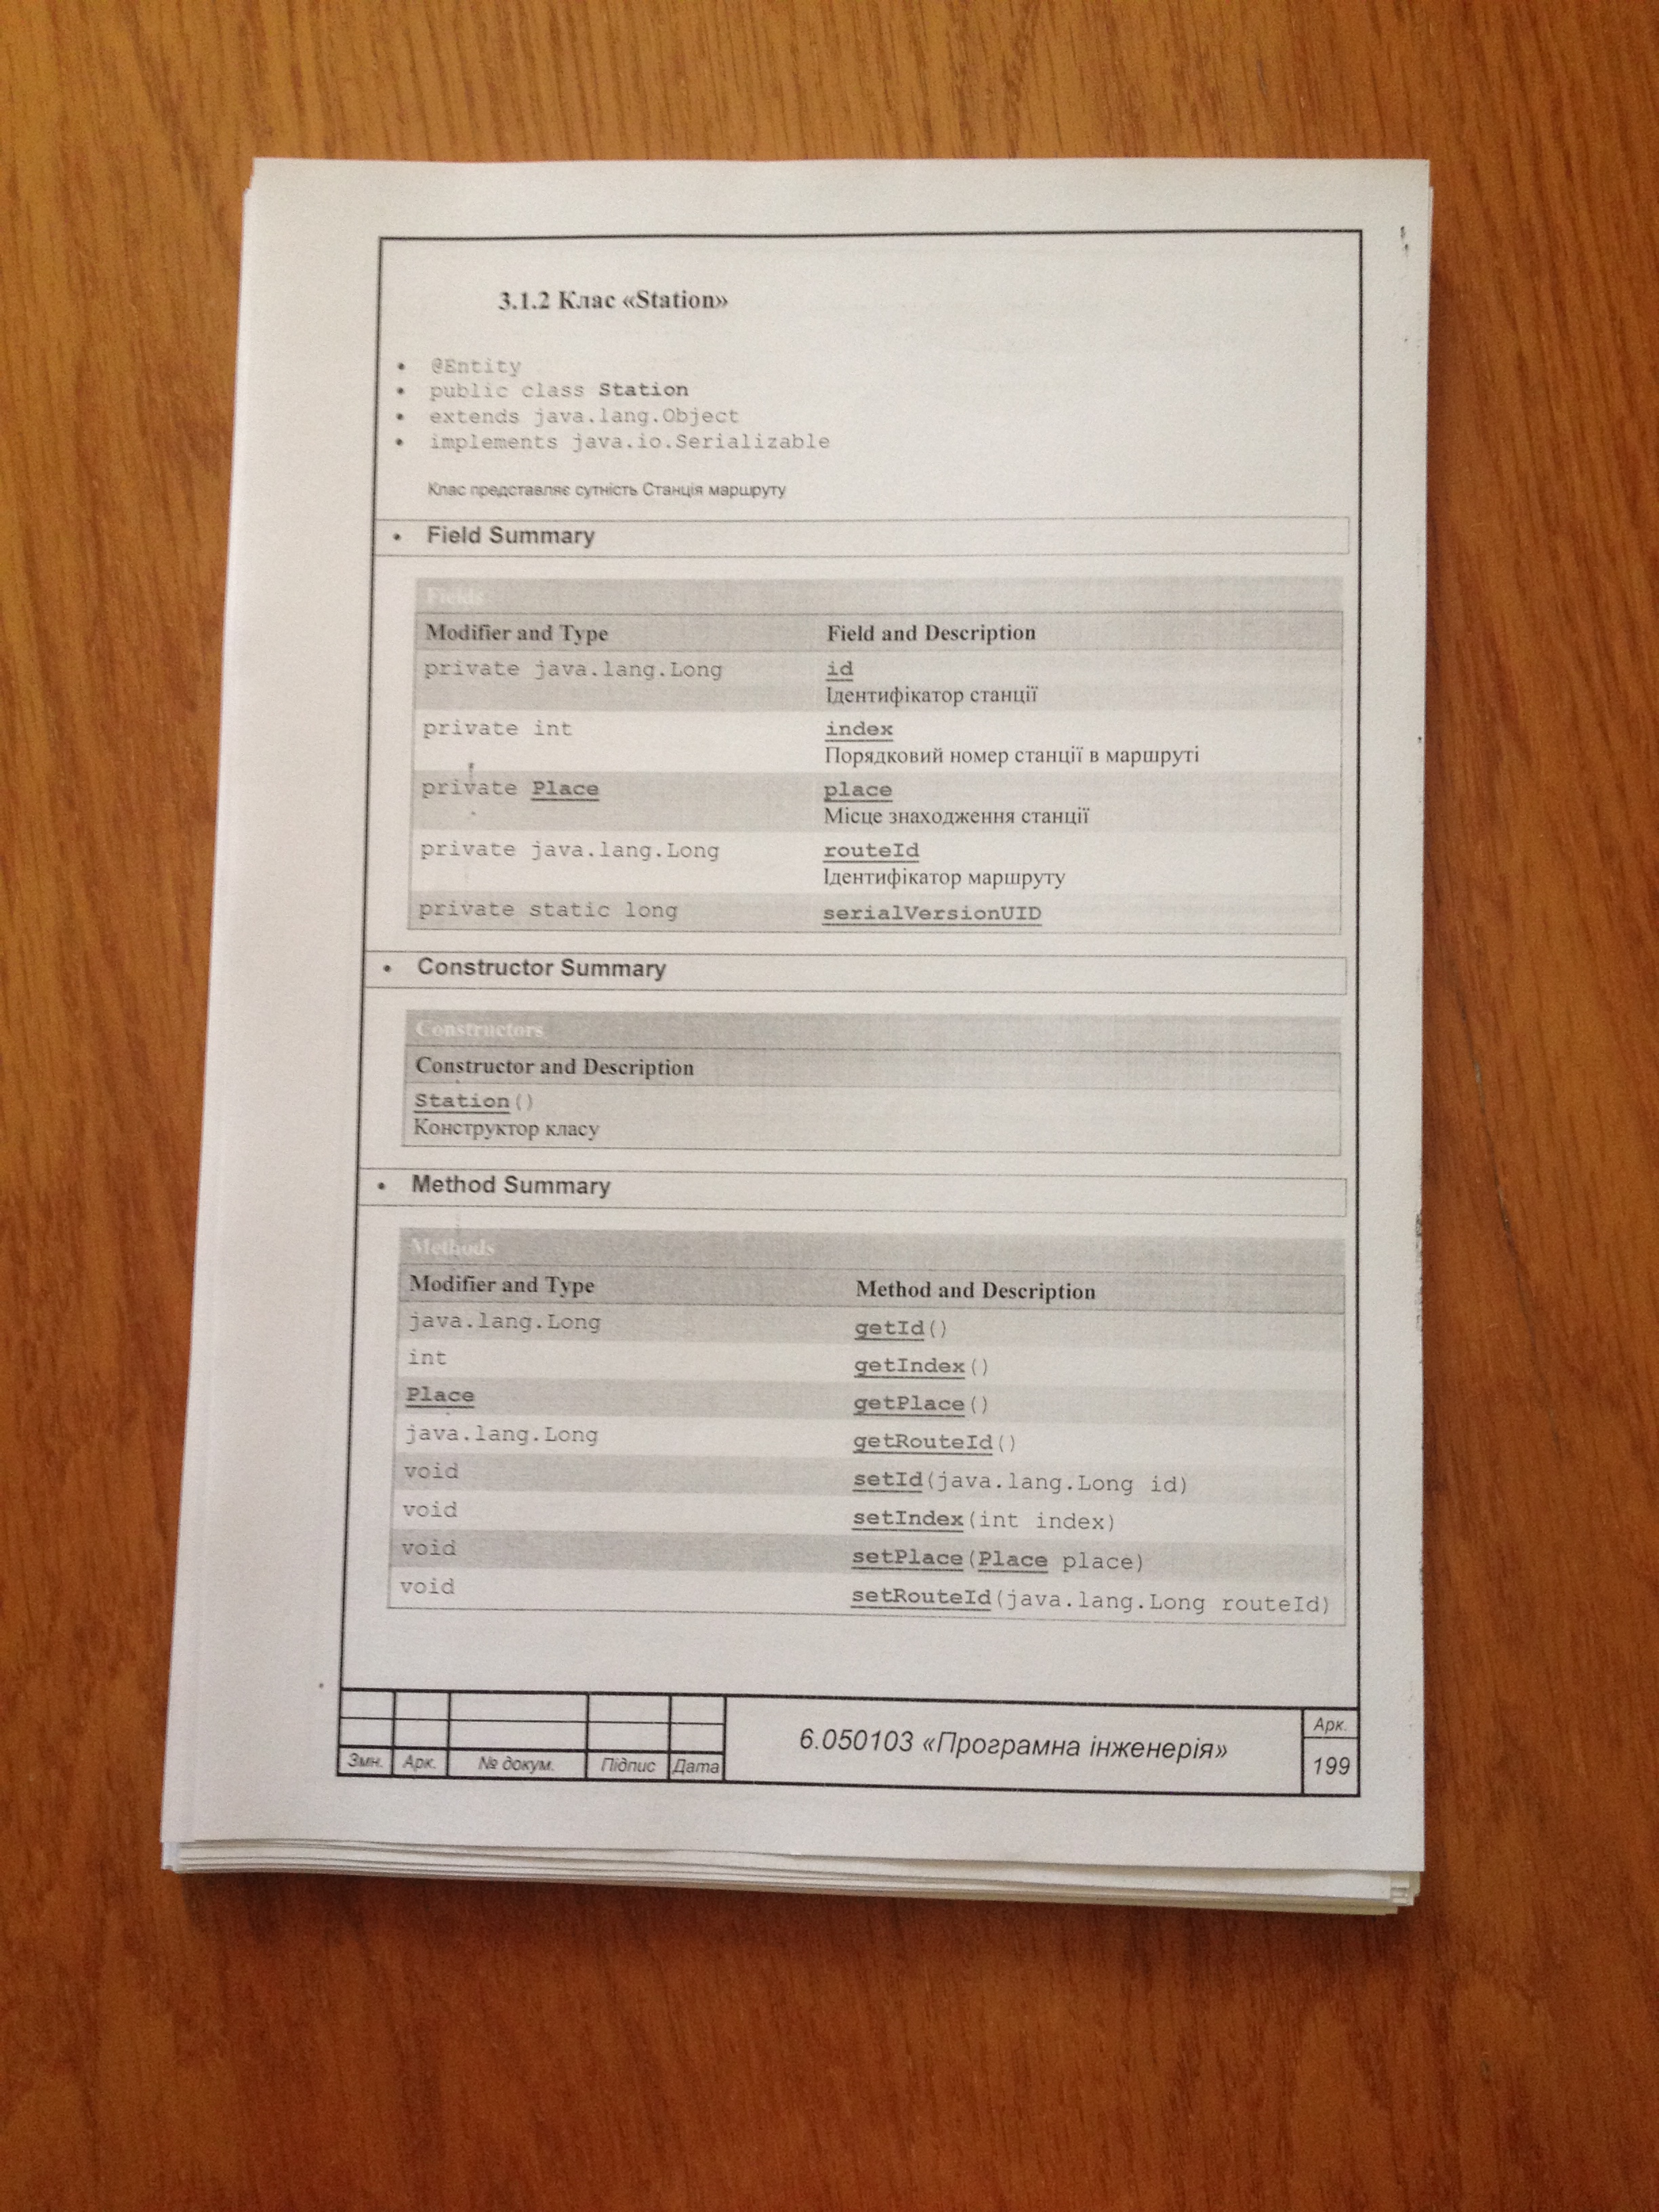 3.1.2 Клас «Station»
• @Entity
• public class Station
• extends java.lang.Object
• implements java.io.Serializable
Клас представляє сутність Станція маршруту
• Field Summary
Fields
Modifier and Type Field and Description
private java.lang.Long id
Ідентифікатор станції
private int index
Порядковий номер станції в маршруті
private Place place
Місце знаходження станції
private java.lang.Long routeId
Ідентифікатор маршруту
private static long serialVersionUID
• Constructor Summary
Constructors
Constructor and Description
Station()
Конструктор класу
• Method Summary
Methods
Modifier and Type Method and Description
java.lang.Long getId()
int getIndex()
Place getPlace()
java.lang.Long getRouteId()
void setId(java.lang.Long id)
void setIndex(int index)
void setPlace(Place place)
void setRouteId(java.lang.Long routeId)
6.050103 «Програмна інженерія»
Арк.
199
Змн. Арк. № докум. Підпис Дата